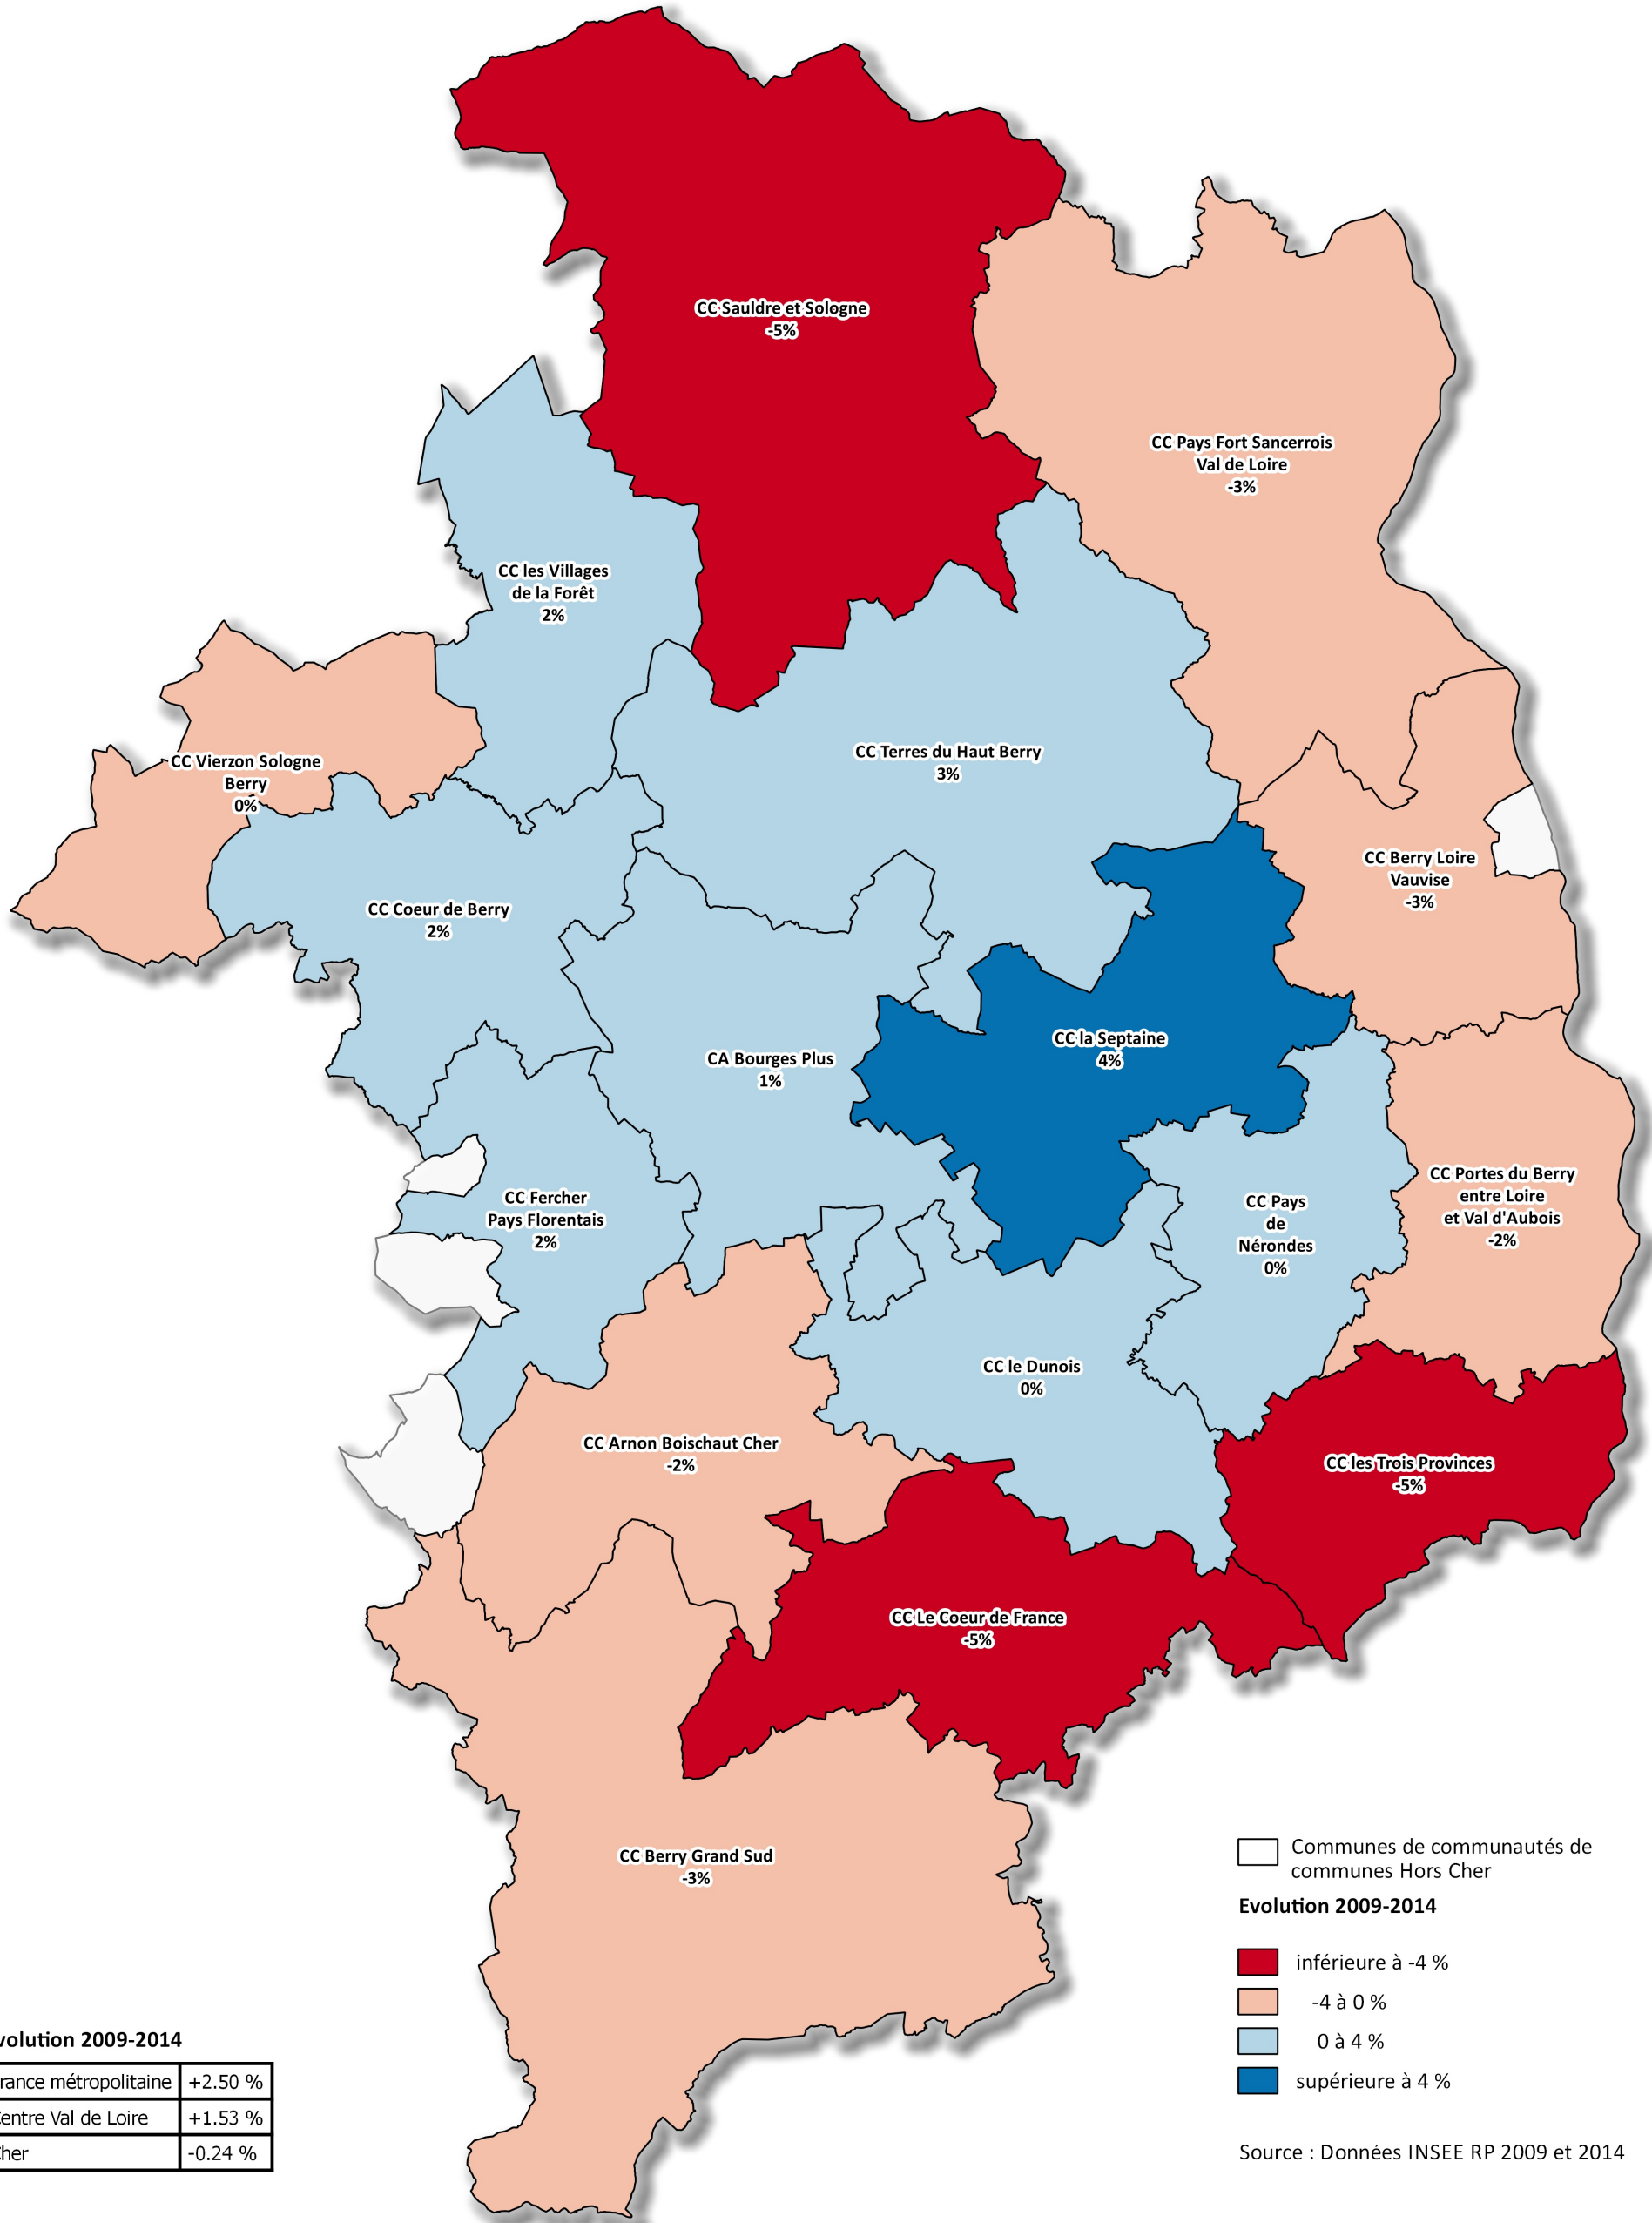 CC Sauldre et Sologne
-5%
CC Pays Fort Sancerrois
Val de Loire
-3%
CC les Villages
de la Forêt
2%
CC Vierzon Sologne
Berry
0%
CC Terres du Haut Berry
3%
CC Berry Loire
Vauvise
-3%
CC Coeur de Berry
2%
CA Bourges Plus
1%
CC la Septaine
4%
CC Fercher
Pays Florentais
2%
CC Pays
de
Nérondes
0%
CC Portes du Berry
entre Loire
et Val d'Aubois
-2%
CC le Dunois
0%
CC Arnon Boischaut Cher
-2%
CC les Trois Provinces
-5%
CC Le Coeur de France
-5%
CC Berry Grand Sud
-3%
Communes de communautés de
communes Hors Cher
Evolution 2009-2014
inférieure à -4 %
-4 à 0 %
0 à 4 %
supérieure à 4 %
Source : Données INSEE RP 2009 et 2014
volution 2009-2014
rance métropolitaine +2.50 %
entre Val de Loire +1.53 %
her -0.24 %